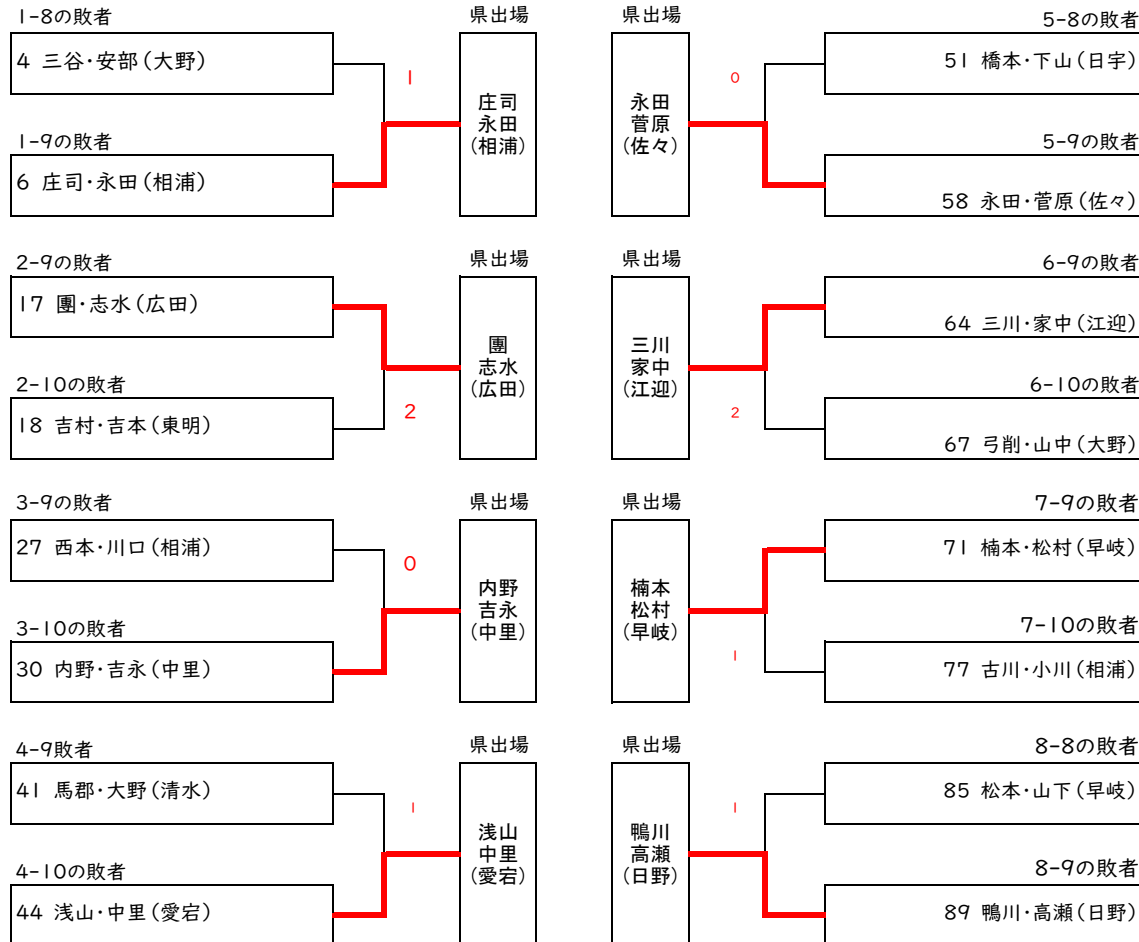 1-8の敗者
4 三谷・安部(大野)
1
1-9の敗者
6 庄司・永田(相浦)
県出場
庄司
永田
(相浦)
2-9の敗者
17 團・志水(広田)
2-10の敗者
18 吉村・吉本(東明)
2
県出場
團
志水
(広田)
3-9の敗者
27 西本・川口(相浦)
0
3-10の敗者
30 内野・吉永(中里)
県出場
内野
吉永
(中里)
4-9敗者
41 馬郡・大野(清水)
1
4-10の敗者
44 浅山・中里(愛宕)
県出場
浅山
中里
(愛宕)
県出場
永田
菅原
(佐々)
5-8の敗者
51 橋本・下山(日宇)
0
5-9の敗者
58 永田・菅原(佐々)
県出場
三川
家中
(江迎)
6-9の敗者
64 三川・家中(江迎)
6-10の敗者
67 弓削・山中(大野)
2
県出場
楠本
松村
(早岐)
7-9の敗者
71 楠本・松村(早岐)
7-10の敗者
77 古川・小川(相浦)
1
県出場
鴨川
高瀬
(日野)
8-8の敗者
85 松本・山下(早岐)
1
8-9の敗者
89 鴨川・高瀬(日野)